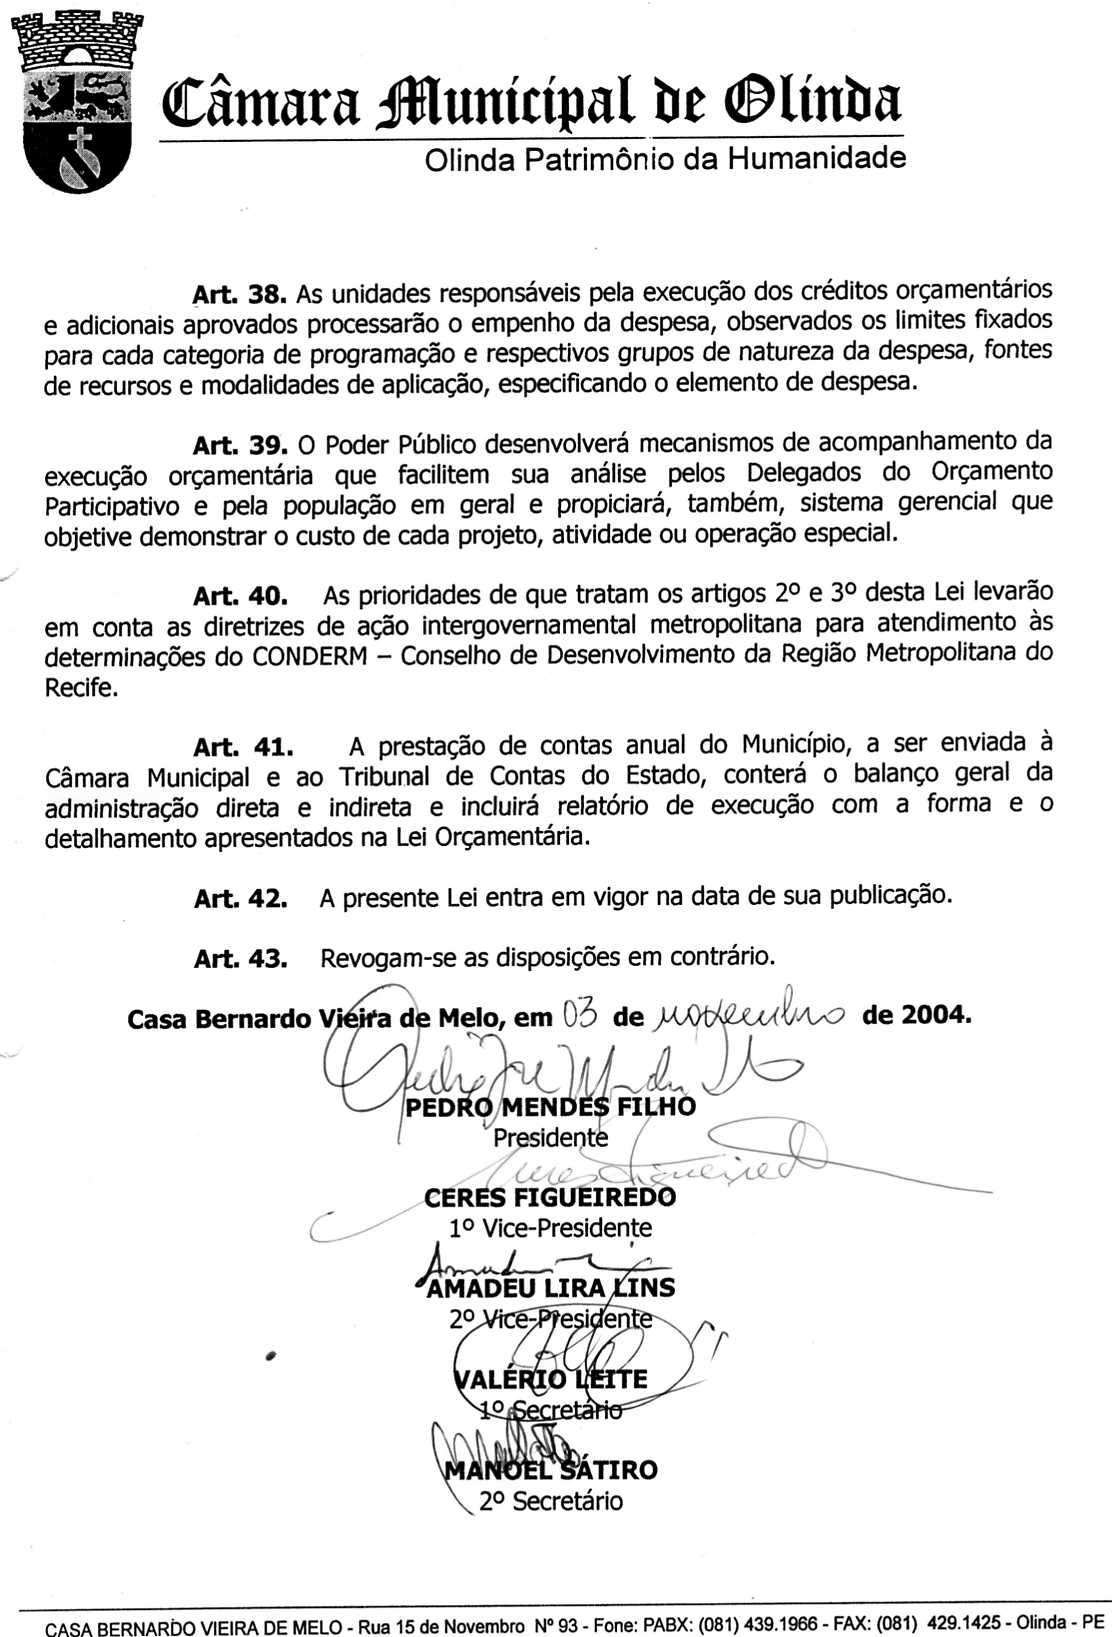 Câmara Municipal de Olinda
Olinda Patrimônio da Humanidade
Art. 38. As unidades responsáveis pela execução dos créditos orçamentários
e adicionais aprovados processarão o empenho da despesa, observados os limites fixados
para cada categoria de programação e respectivos grupos de natureza da despesa, fontes
de recursos e modalidades de aplicação, especificando o elemento de despesa.
Art. 39. O Poder Público desenvolverá mecanismos de acompanhamento da
execução orçamentária que facilitem sua análise pelos Delegados do Orçamento
Participativo e pela população em geral e propiciará, também, sistema gerencial que
objetive demonstrar o custo de cada projeto, atividade ou operação especial.
Art. 40. As prioridades de que tratam os artigos 2º e 3º desta Lei levarão
em conta as diretrizes de ação intergovernamental metropolitana para atendimento às
determinações do CONDERM – Conselho de Desenvolvimento da Região Metropolitana do
Recife.
Art. 41. A prestação de contas anual do Município, a ser enviada à
Câmara Municipal e ao Tribunal de Contas do Estado, conterá o balanço geral da
administração direta e indireta e incluirá relatório de execução com a forma e o
detalhamento apresentados na Lei Orçamentária.
Art. 42. A presente Lei entra em vigor na data de sua publicação.
Art. 43. Revogam-se as disposições em contrário.
Casa Bernardo Vieira de Melo, em 03 de novembro de 2004.
PEDRO MENDES FILHO
Presidente
Ceres Figueiredo
CERES FIGUEIREDO
1º Vice-Presidente
AMADEU LIRA LINS
2º Vice-Presidente
VALÉRIO LEITE
1º Secretário
MANOEL SÁTIRO
2º Secretário
CASA BERNARDO VIEIRA DE MELO - Rua 15 de Novembro Nº 93 - Fone: PABX: (081) 439.1966 - FAX: (081) 429.1425 - Olinda - PE